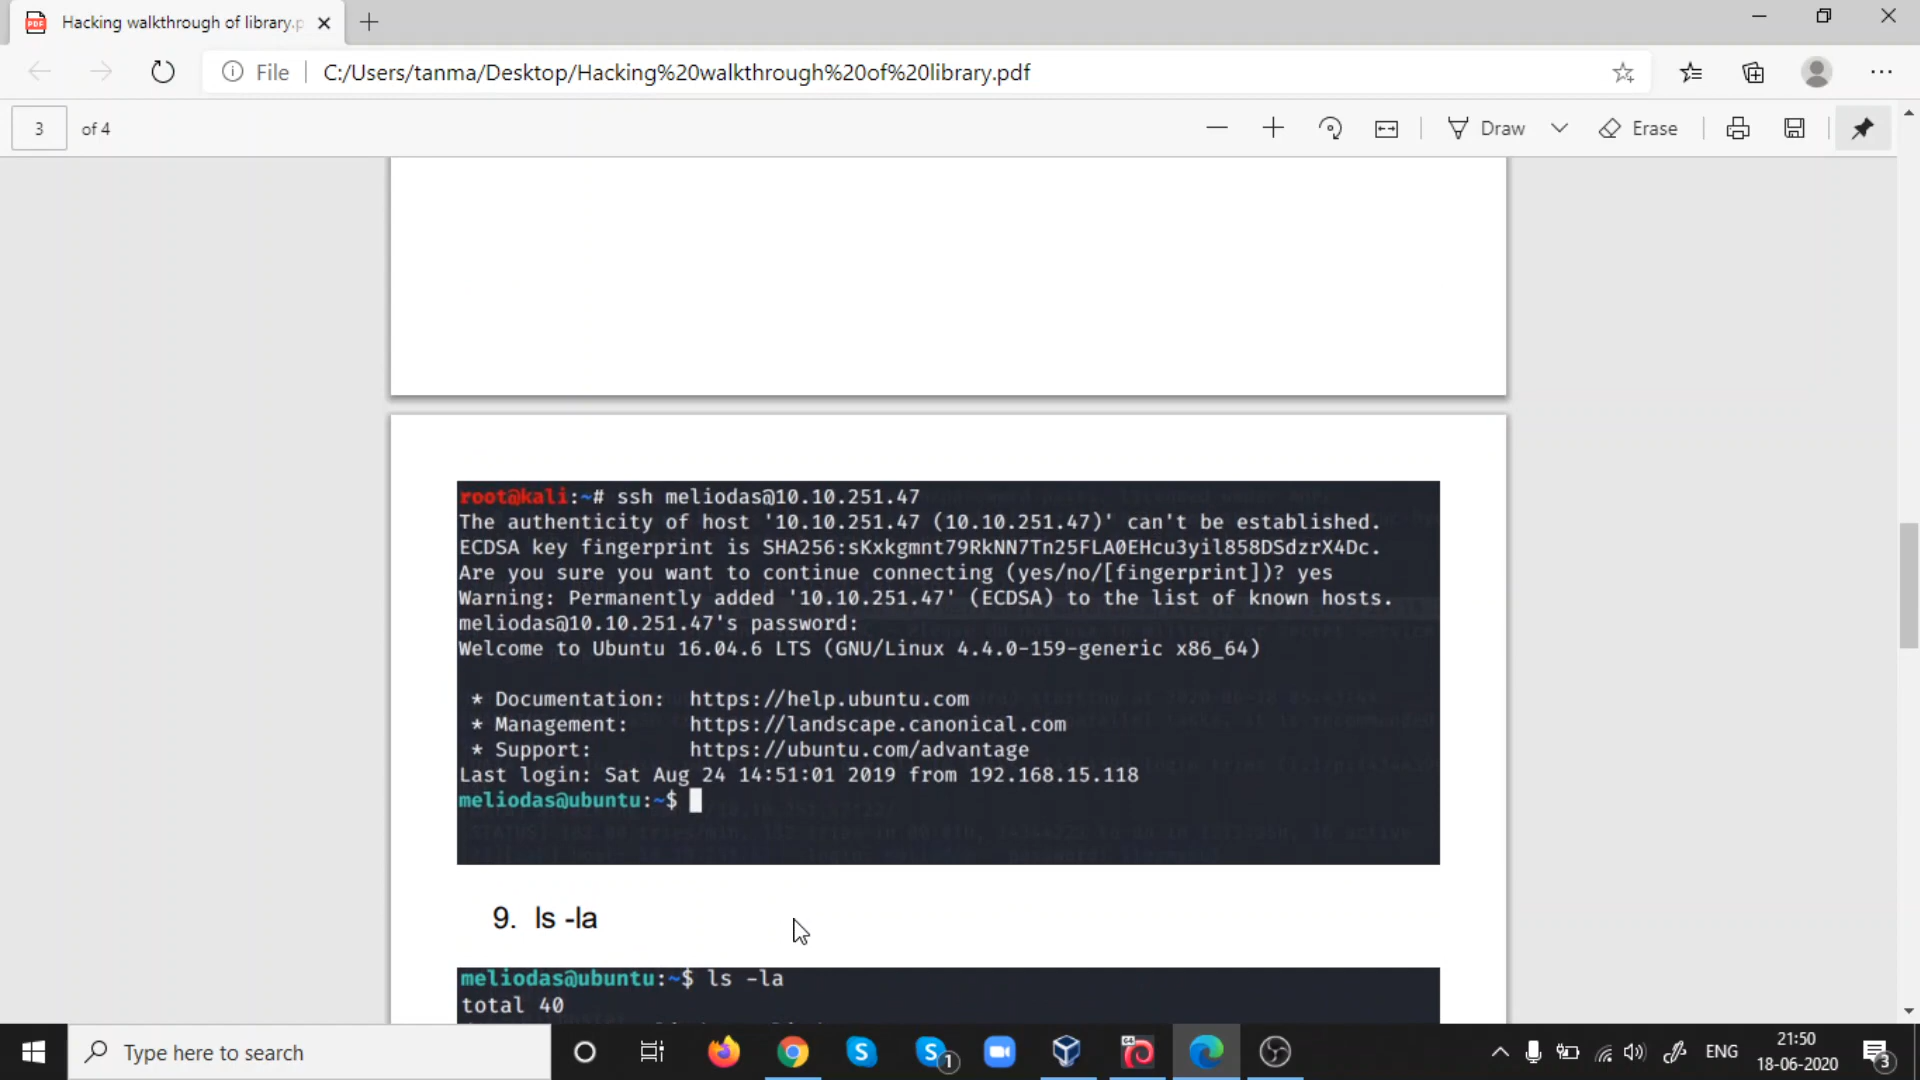 Hacking walkthrough of library.p
File
C:/Users/tanma/Desktop/Hacking%20walkthrough%20of%20library.pdf
3 of 4
Draw
Erase
root@kali:~# ssh meliodas@10.10.251.47
The authenticity of host '10.10.251.47 (10.10.251.47)' can't be established.
ECDSA key fingerprint is SHA256:sKxkgmnt79RkNN7Tn25FLA0EHcu3yil858DSdzrX4Dc.
Are you sure you want to continue connecting (yes/no/[fingerprint])? yes
Warning: Permanently added '10.10.251.47' (ECDSA) to the list of known hosts.
meliodas@10.10.251.47's password:
Welcome to Ubuntu 16.04.6 LTS (GNU/Linux 4.4.0-159-generic x86_64)
* Documentation: https://help.ubuntu.com
* Management: https://landscape.canonical.com
* Support: https://ubuntu.com/advantage
Last login: Sat Aug 24 14:51:01 2019 from 192.168.15.118
meliodas@ubuntu:~$
9. ls -la
meliodas@ubuntu:~$ ls -la
total 40
Type here to search
1
ENG
21:50
18-06-2020
3